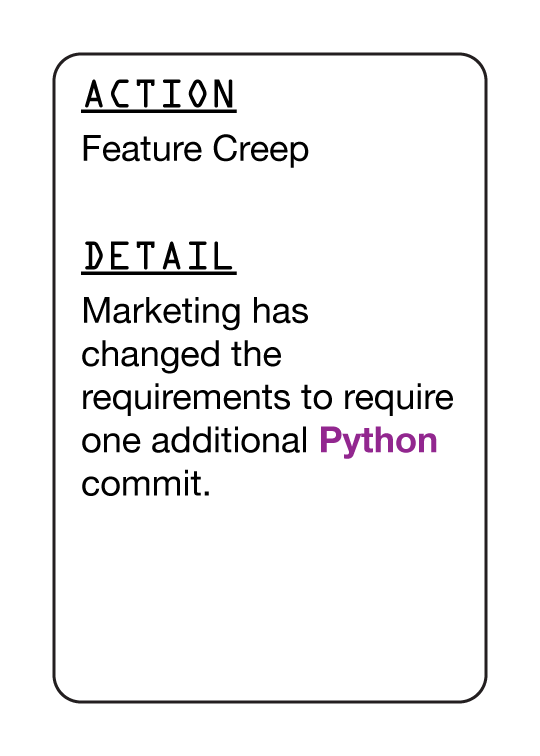 ACTION
Feature Creep
DETAIL
Marketing has
changed the
requirements to require
one additional Python
commit.